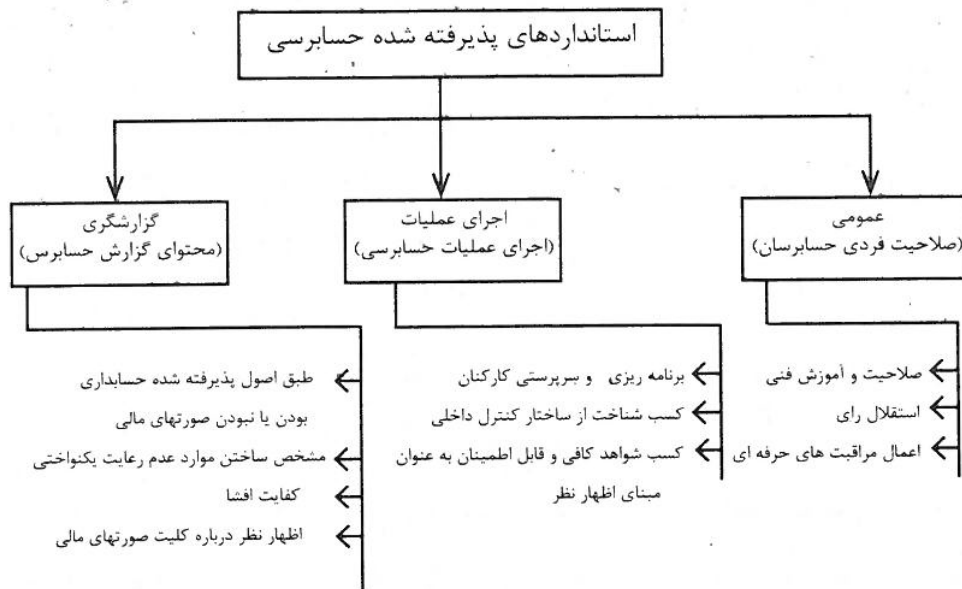 استانداردهای پذیرفته شده حسابرسی
عمومی
(صلاحیت فردی حسابرسان)
صلاحیت و آموزش فنی
استقلال رای
اعمال مراقبت های حرفه ای
اجرای عملیات
(اجرای عملیات حسابرسی)
برنامه ریزی و سرپرستی کارکنان
کسب شناخت از ساختار کنترل داخلی
کسب شواهد کافی و قابل اطمینان به عنوان
مبنای اظهار نظر
گزارشگری
(محتوای گزارش حسابرس)
طبق اصول پذیرفته شده حسابداری
بودن یا نبودن صورتهای مالی
مشخص ساختن موارد عدم رعایت یکنواختی
کفایت افشا
اظهار نظر درباره کلیت صورتهای مالی